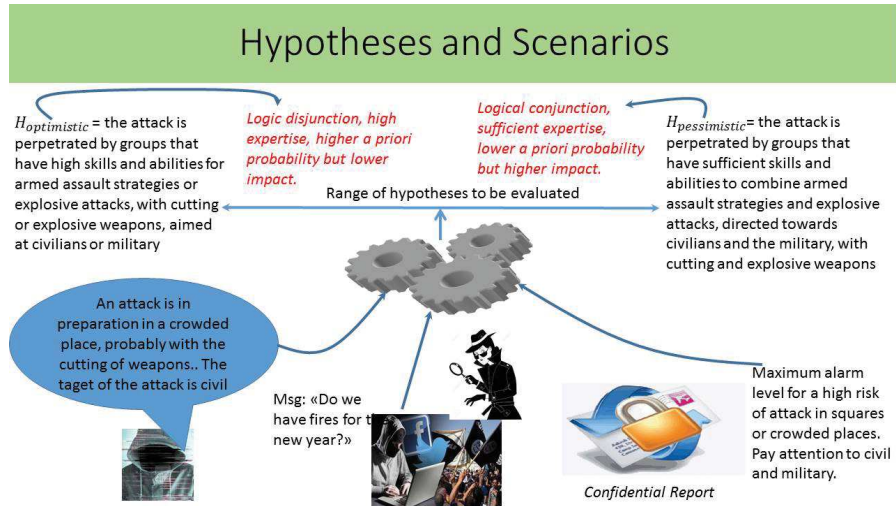 Hypotheses and Scenarios
H_optimistic = the attack is
perpetrated by groups that
have high skills and abilities for
armed assault strategies or
explosive attacks, with cutting
or explosive weapons, aimed
at civilians or military
Logic disjunction, high
expertise, higher a priori
probability but lower
impact.
Logical conjunction,
sufficient expertise,
lower a priori probability
but higher impact.
H_pessimistic= the attack is
perpetrated by groups that
have sufficient skills and
abilities to combine armed
assault strategies and explosive
attacks, directed towards
civilians and the military, with
cutting and explosive weapons
Range of hypotheses to be evaluated
An attack is in
preparation in a crowded
place, probably with the
cutting of weapons.. The
taget of the attack is civil
Msg: «Do we
have fires for
new year?»
Confidential Report
Maximum alarm
level for a high risk
of attack in squares
or crowded places.
Pay attention to civil
and military.